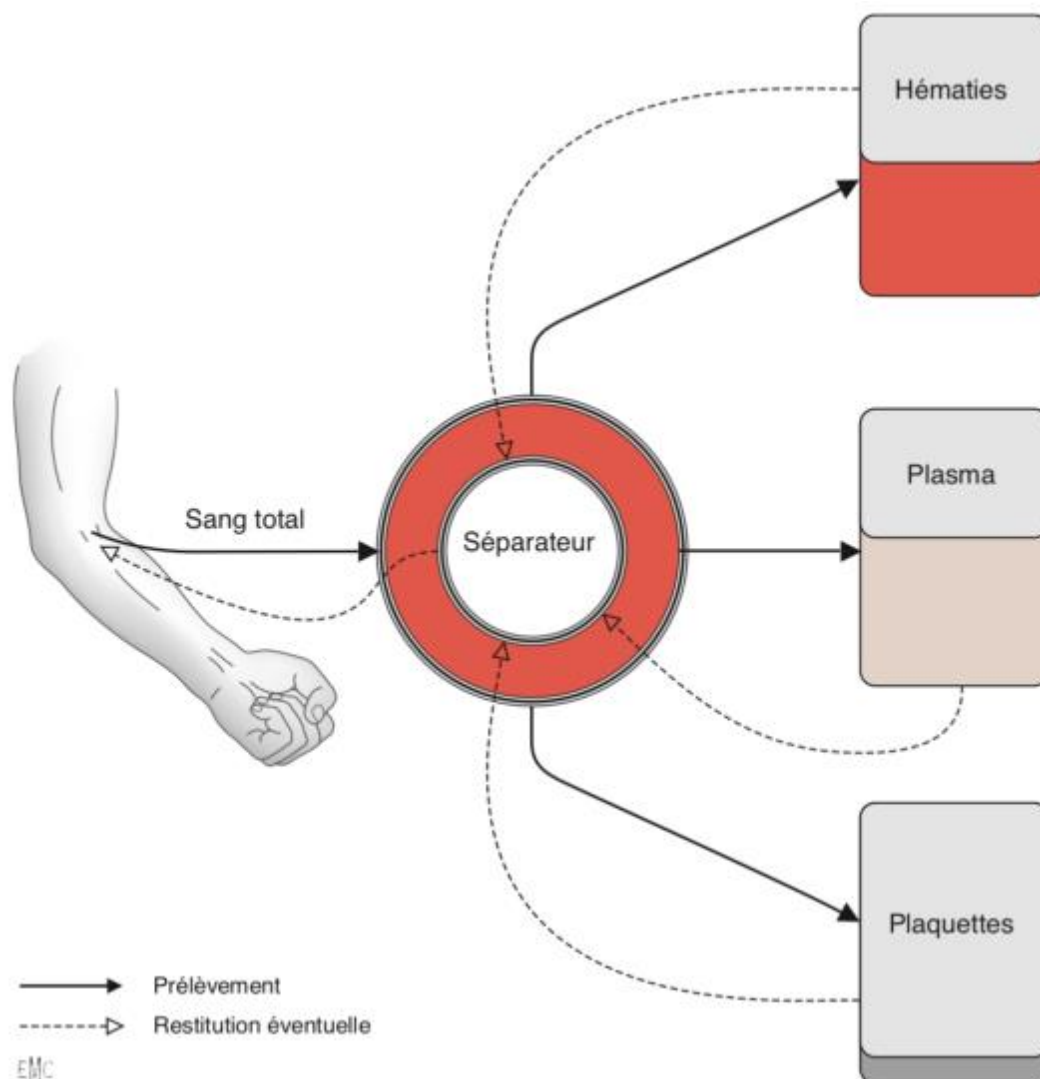 Hématies
Plasma
Sang total
Séparateur
Plaquettes
Prélèvement
Restitution éventuelle
EMC